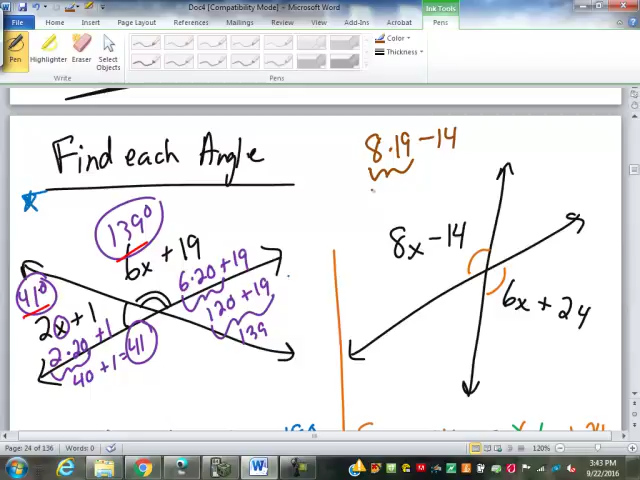 Doc4 [Compatibility Mode] - Microsoft Word
Ink Tools
File
Home
Insert
Page Layout
References
Mailings
Review
View
Add-Ins
Acrobat
Pens
Pen
Highlighter
Eraser
Select Objects
Color
Thickness
Write
Pens
Find each Angle
8·19-14
139°
6x+19
8x-14
41°
6·20+19
2x+1
120+19
6x+24
2·20+1
139
40+1=41
Page: 24 of 136
Words: 0
120%
3:43 PM
9/22/2016